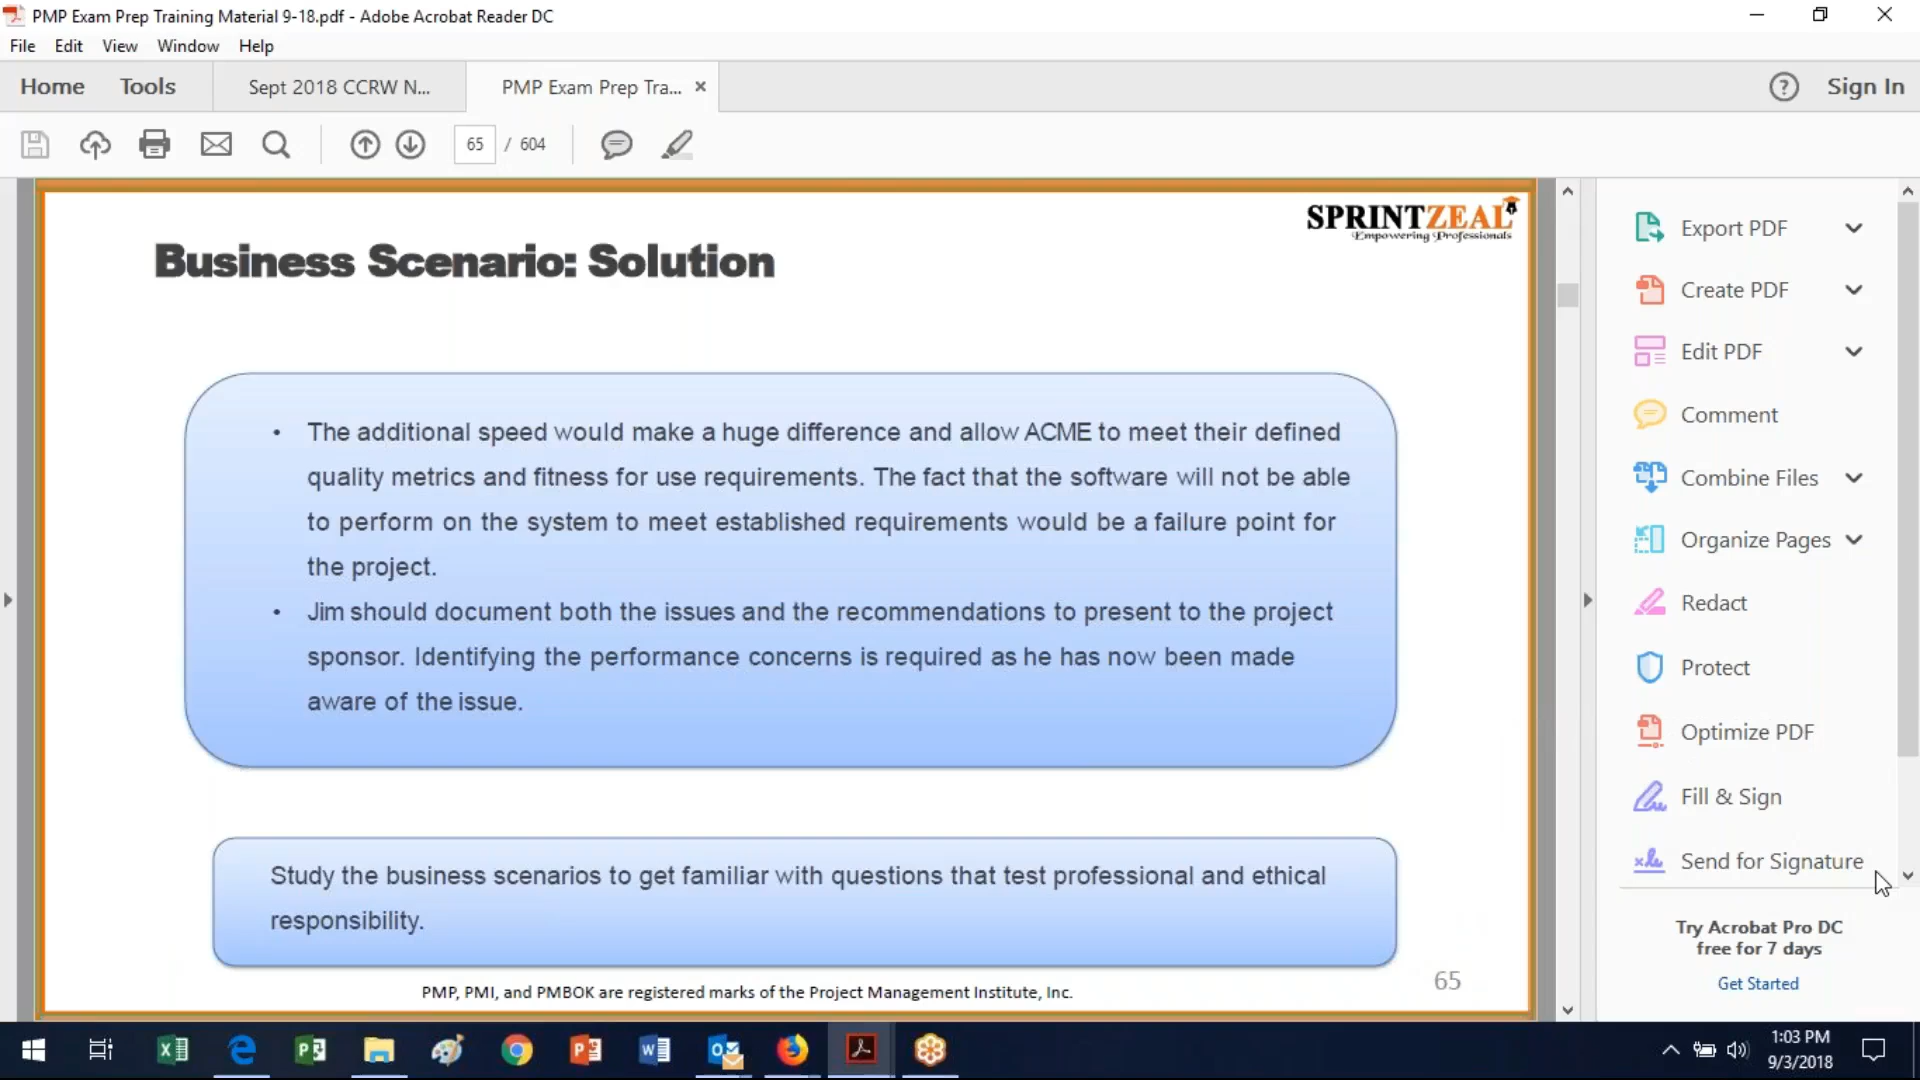 PMP Exam Prep Training Material 9-18.pdf - Adobe Acrobat Reader DC
File Edit View Window Help
Home Tools Sept 2018 CCRW N... PMP Exam Prep Tra... Sign In
65 / 604
SPRINTZEAL
Empowering Professionals
Business Scenario: Solution
• The additional speed would make a huge difference and allow ACME to meet their defined
quality metrics and fitness for use requirements. The fact that the software will not be able
to perform on the system to meet established requirements would be a failure point for
the project.
• Jim should document both the issues and the recommendations to present to the project
sponsor. Identifying the performance concerns is required as he has now been made
aware of the issue.
Study the business scenarios to get familiar with questions that test professional and ethical
responsibility.
65
PMP, PMI, and PMBOK are registered marks of the Project Management Institute, Inc.
Export PDF
Create PDF
Edit PDF
Comment
Combine Files
Organize Pages
Redact
Protect
Optimize PDF
Fill & Sign
Send for Signature
Try Acrobat Pro DC
free for 7 days
Get Started
1:03 PM
9/3/2018